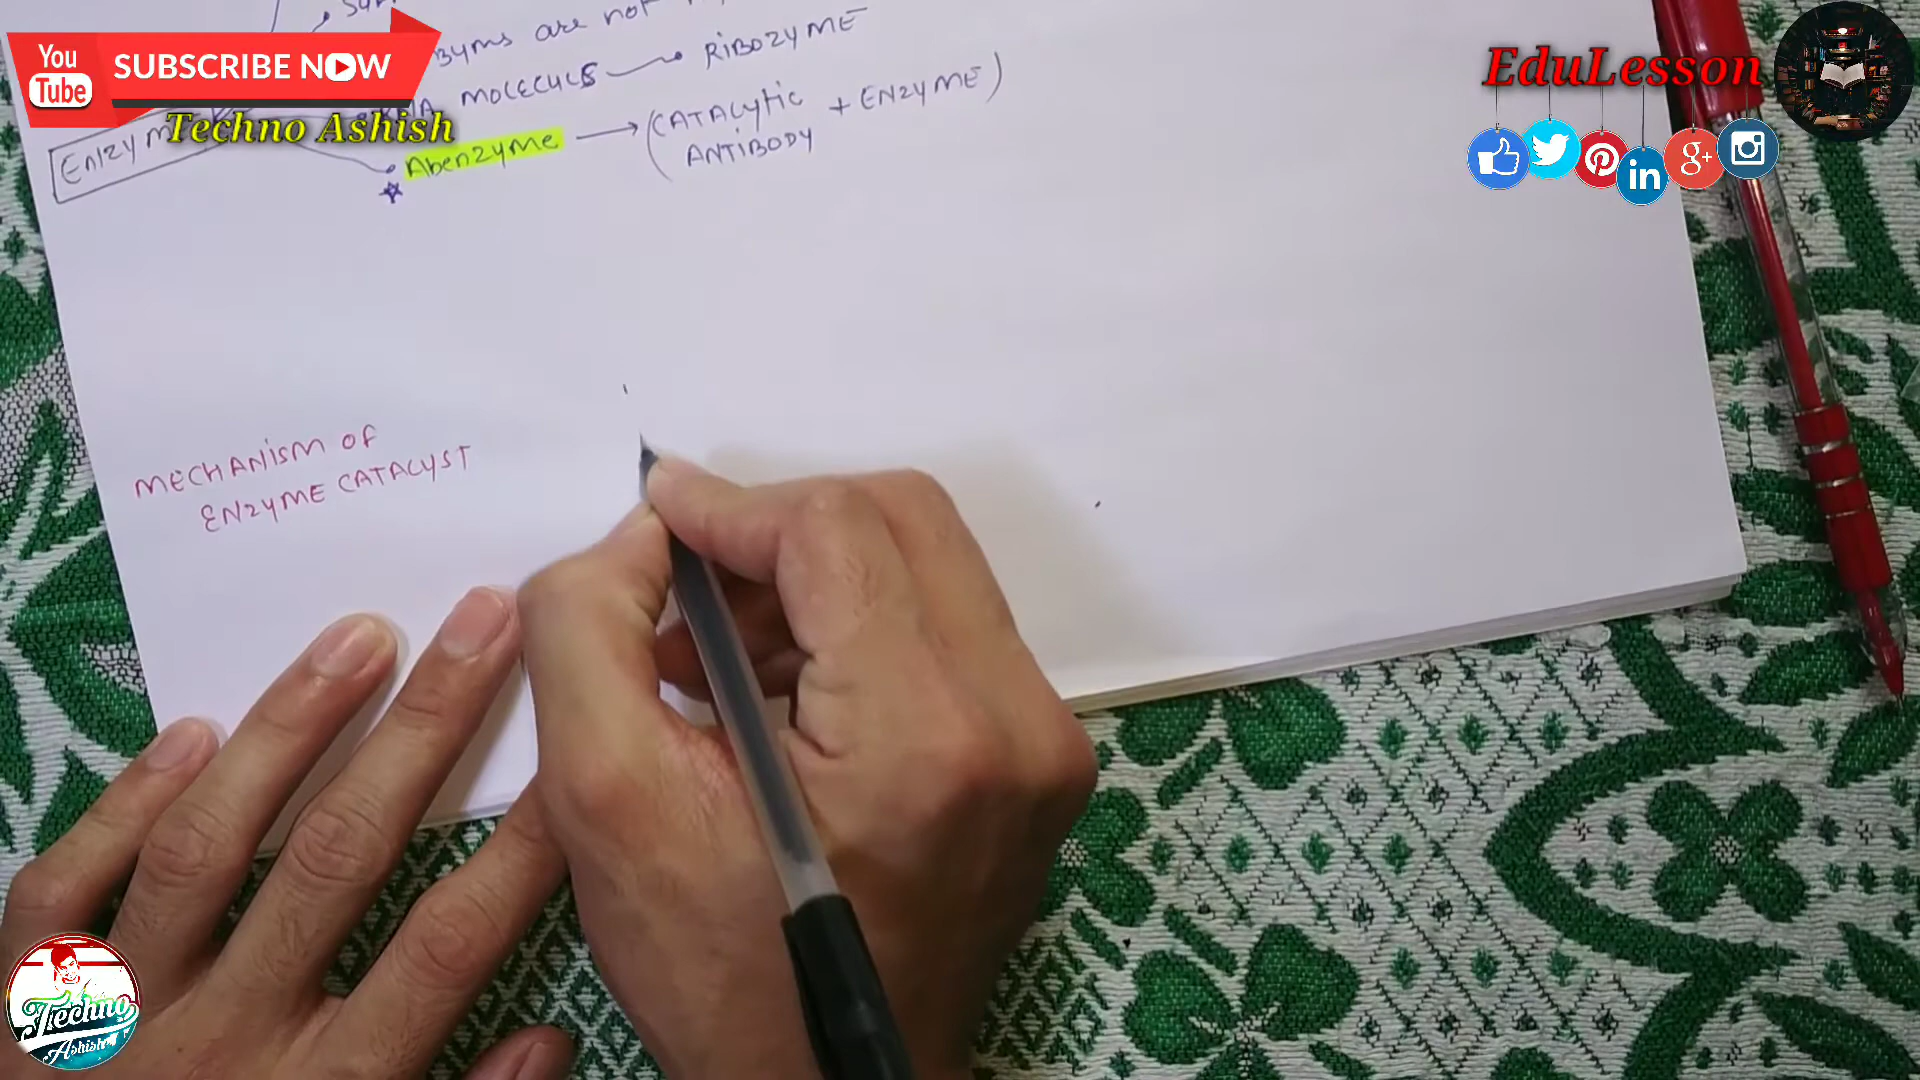 You Tube
SUBSCRIBE NOW
Techno Ashish
are not
MOLECULES RiBOZYME
ENZYM
Abenzyme (CATALYTIC + ENZYME)
ANTIBODY
MECHANISM OF
ENZYME CATALYST
EduLesson
in
g+
Techno
Ashish